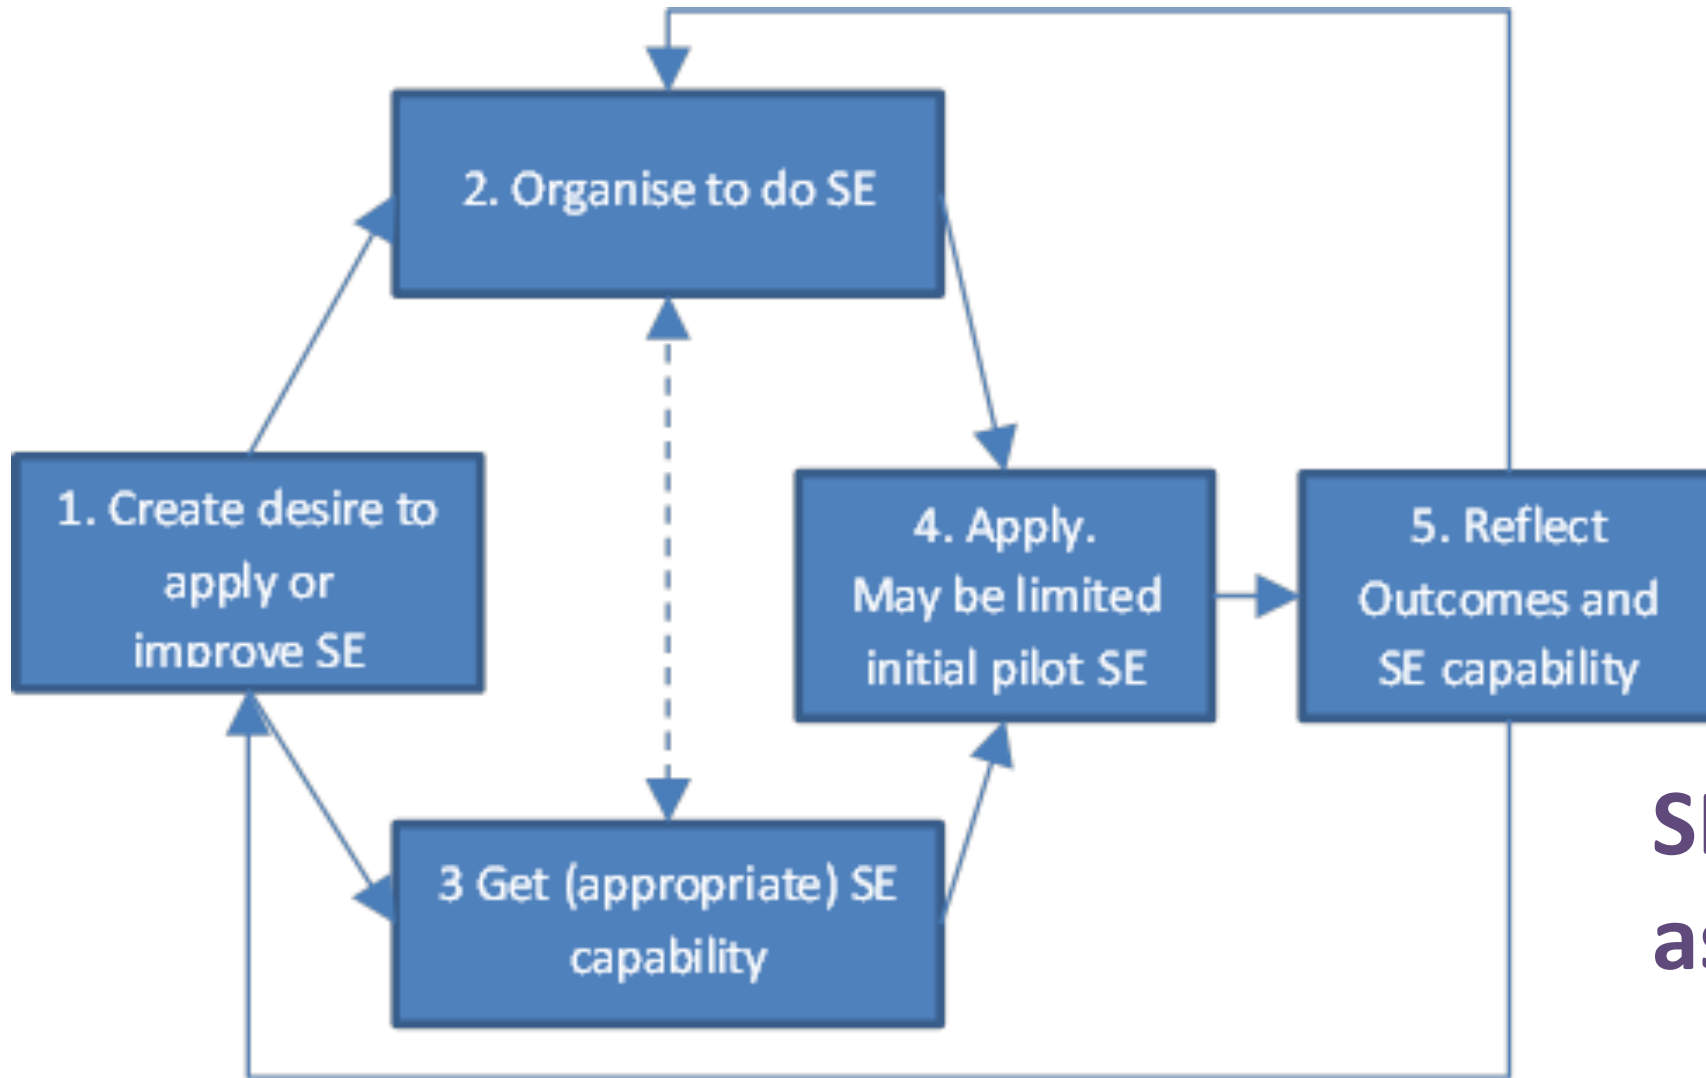 2. Organise to do SE
1. Create desire to
apply or
improve SE
4. Apply.
May be limited
initial pilot SE
5. Reflect
Outcomes and
SE capability
3 Get (appropriate) SE
capability